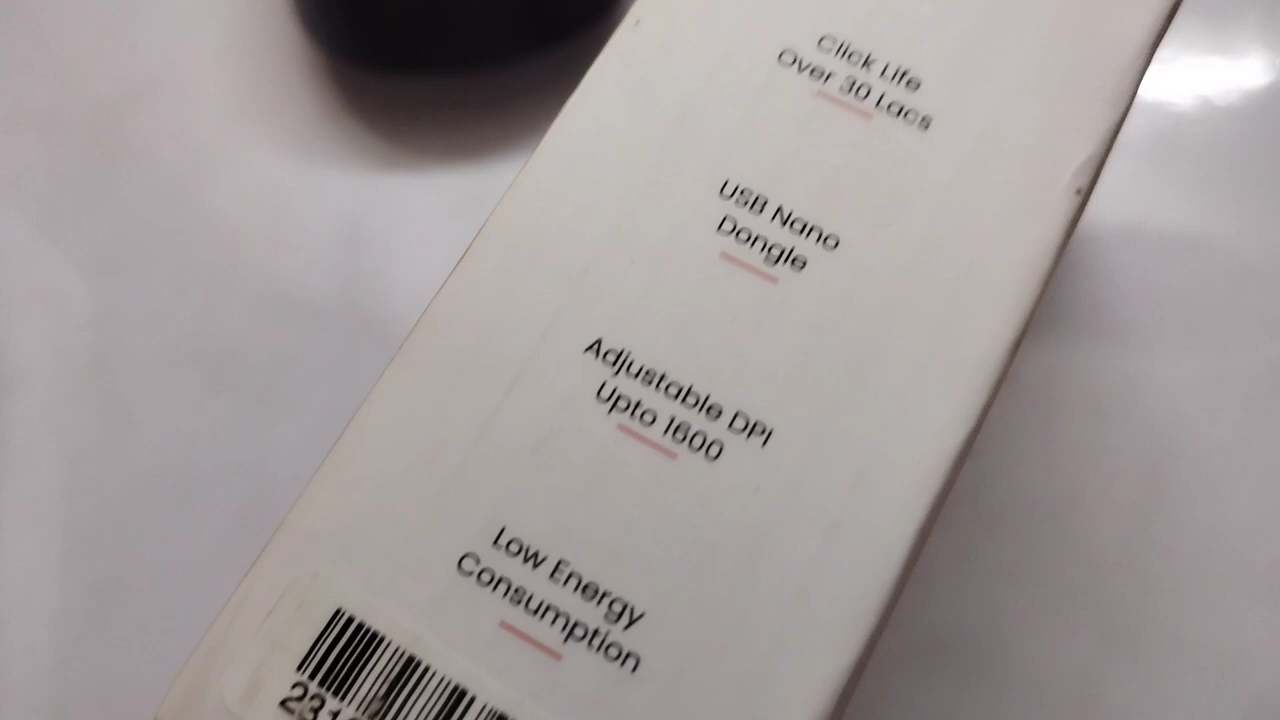 Click Life
Over 30 Lacs
USB Nano
Dongle
Adjustable DPI
Upto 1600
Low Energy
Consumption